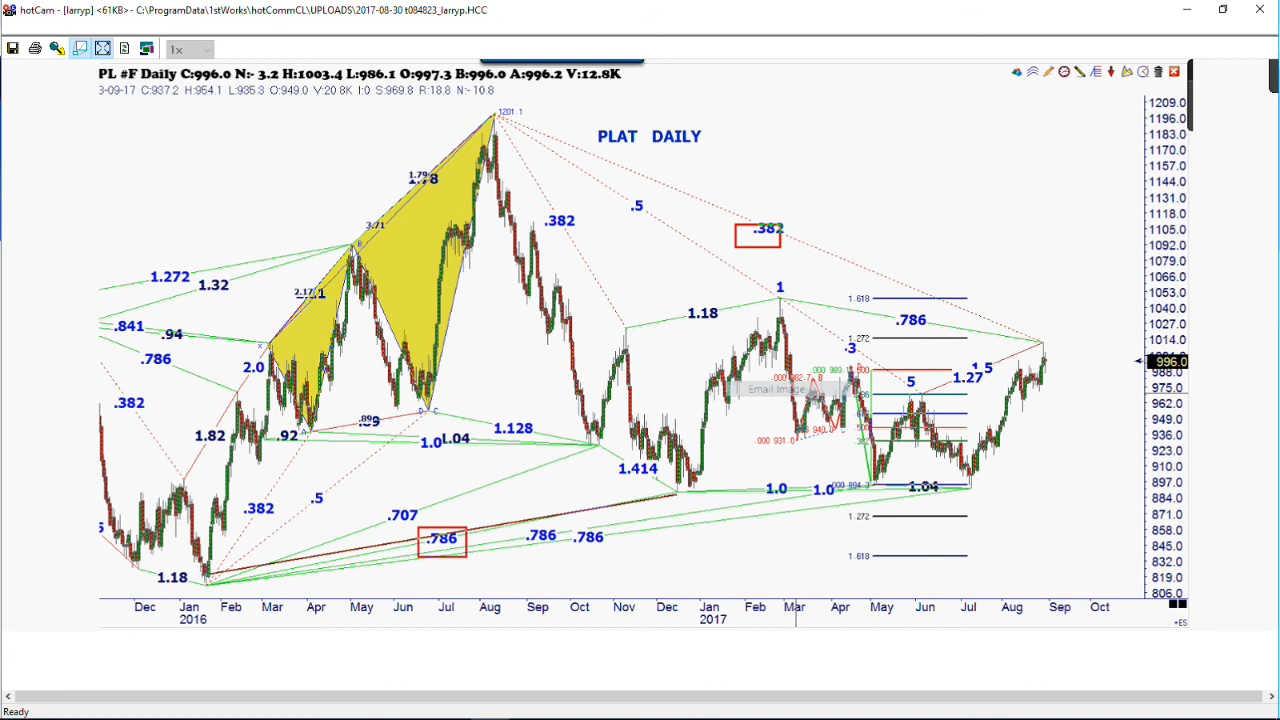 hotCam - [larryp] <61KB> - C:\ProgramData\1stWorks\hotCommCL\UPLOADS\2017-08-30 t084823_larryp.HCC
1x
PL #F Daily C:996.0 N:- 3.2 H:1003.4 L:986.1 O:997.3 B:996.0 A:996.2 V:12.8K
3-09-17 C:937.2 H:954.1 L:935.3 O:949.0 V:20.8K I:0 S:969.8 R:18.8 N:-10.8
1201.1
PLAT DAILY
1209.0
1196.0
1183.0
1170.0
1157.0
1144.0
1131.0
1118.0
1105.0
1092.0
1079.0
1066.0
1053.0
1040.0
1027.0
1014.0
996.0
988.0
975.0
962.0
949.0
936.0
923.0
910.0
897.0
884.0
871.0
858.0
845.0
832.0
819.0
806.0
1.79
3.71
B
.382
.5
.382
1.272
1.32
1
1.618
1.18
.786
.841
.94
.786
X
1.272
3
2.0
5
1.27
1.5
Email Image
.382
1.82
.92
.89
1.0
1.04
1.128
1.414
000 931.0
1.0
1.0
000 894.3
1.04
.382
.5
.707
.786
.786
.786
1.272
1.618
1.18
Dec
Jan
Feb
Mar
Apr
May
Jun
Jul
Aug
Sep
Oct
Nov
Dec
Jan
Feb
Mar
Apr
May
Jun
Jul
Aug
Sep
Oct
2016
2017
+ES
Ready